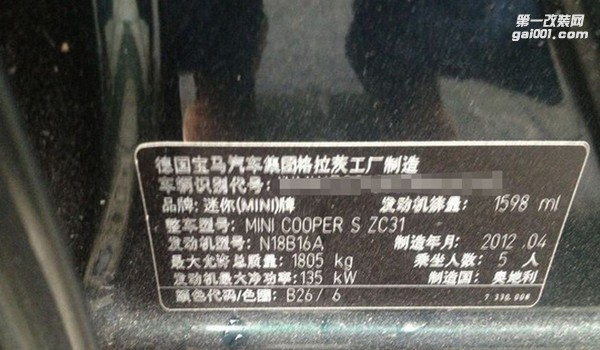 第一改装网
gai001.com
德国宝马汽车集团格拉茨工厂制造
车辆识别代号:
品牌: 迷你(MINI)牌 发动机排量: 1598 ml
整车型号: MINI COOPER S ZC31
发动机型号: N18B16A 制造年月: 2012.04
最大允许总质量: 1805 kg 乘坐人数: 5 人
发动机最大净功率: 135 kW 制造国: 奥地利
颜色代码/色圈: B26/ 6